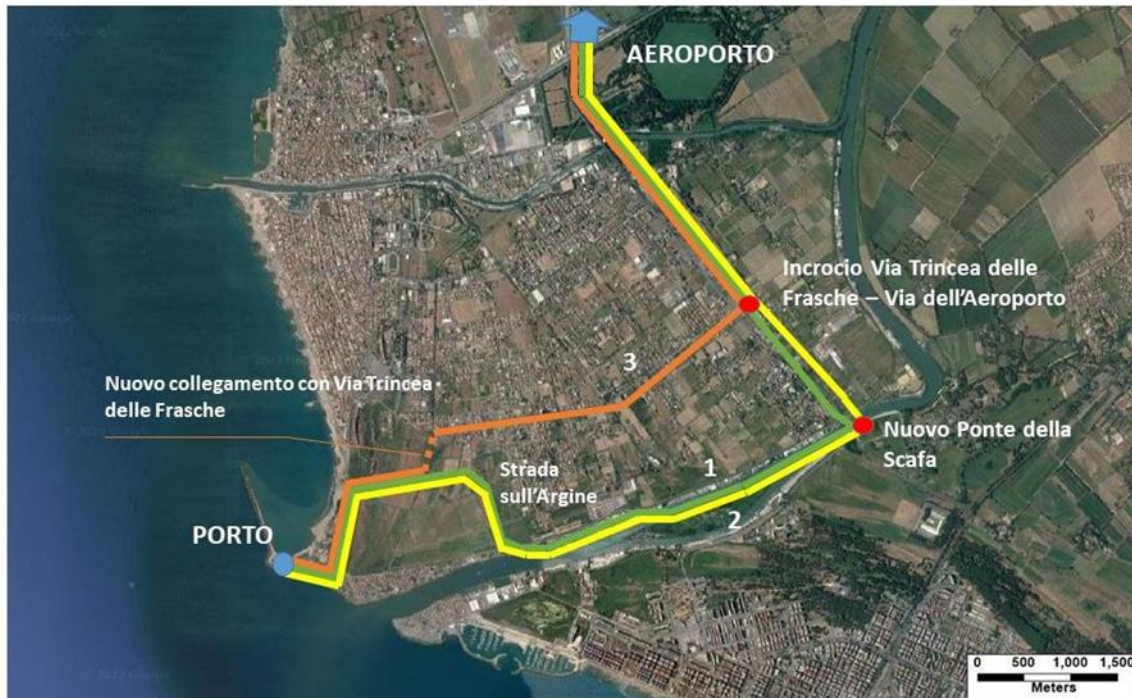 AEROPORTO
Incrocio Via Trincea delle
Frasche – Via dell'Aeroporto
3
Nuovo collegamento con Via Trincea
delle Frasche
Nuovo Ponte della
Scafa
Strada
sull'Argine
1
2
PORTO
0 500 1,000 1,500
Meters